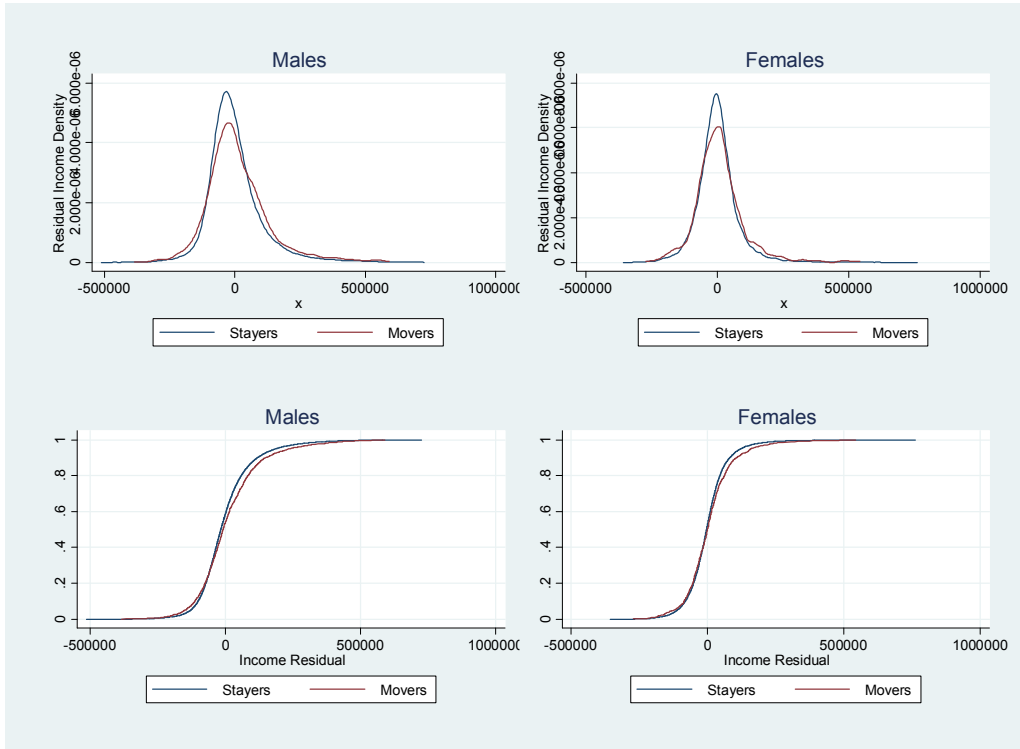 Males
Residual Income Density
0
-500000
0
500000
1000000
x
Stayers
Movers
Females
Residual Income Density
0
-500000
0
500000
1000000
x
Stayers
Movers
Males
0
.2
.4
.6
.8
1
-500000
0
500000
1000000
Income Residual
Stayers
Movers
Females
0
.2
.4
.6
.8
1
-500000
0
500000
1000000
Income Residual
Stayers
Movers